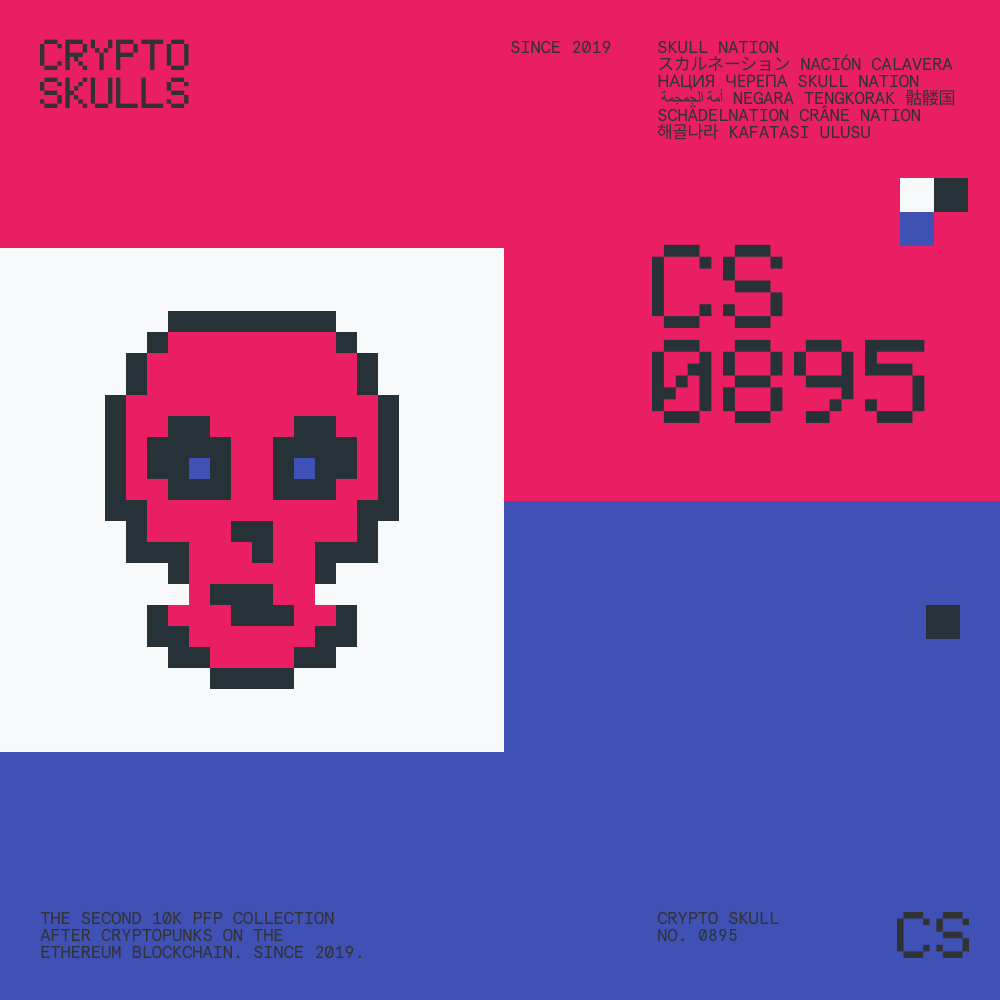 CRYPTO
SKULLS
SINCE 2019
SKULL NATION
スカルネーション NACIÓN CALAVERA
НАЦИЯ ЧЕРЕПА SKULL NATION
أمة الجمجمة NEGARA TENGKORAK 骷髅国
SCHÄDELNATION CRÂNE NATION
해골나라 KAFATASI ULUSU
CS
0895
THE SECOND 10K PFP COLLECTION
AFTER CRYPTOPUNKS ON THE
ETHEREUM BLOCKCHAIN. SINCE 2019.
CRYPTO SKULL
NO. 0895
CS